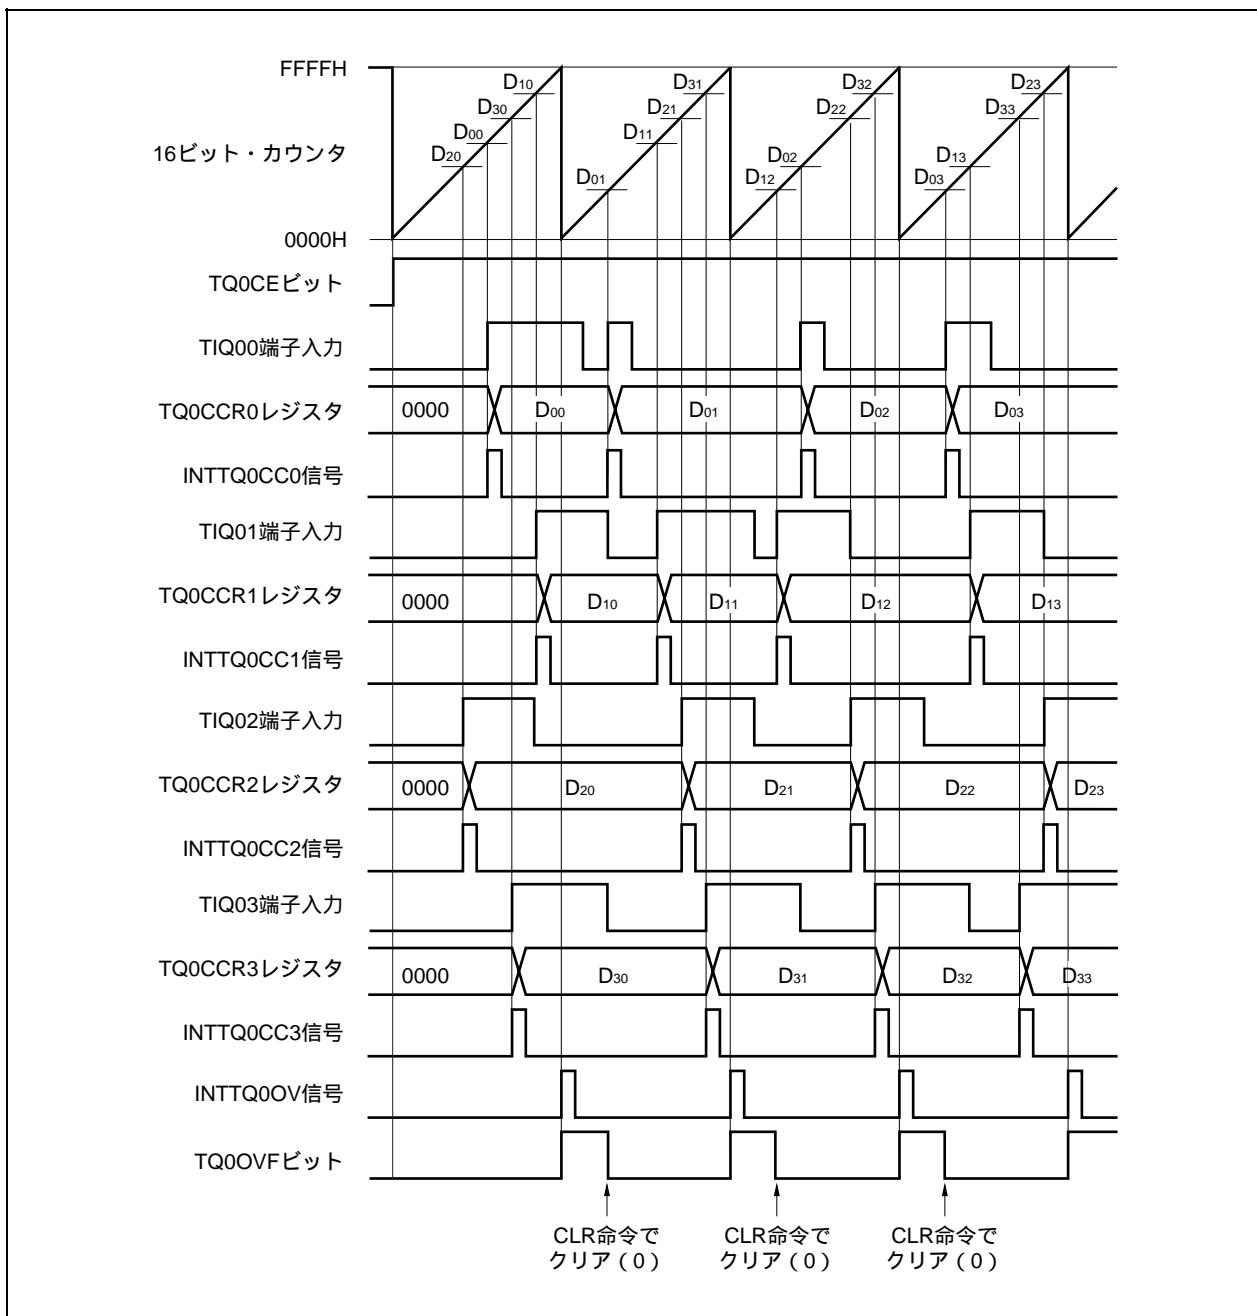 FFFFH
D10
D31
D32
D23
D30
D21
D22
D33
D00
D11
16ビット・カウンタ
D20
D02
D13
D01
D12
D03
0000H
TQ0CEビット
TIQ00端子入力
TQ0CCR0レジスタ
0000
D00
D01
D02
D03
INTTQ0CC0信号
TIQ01端子入力
TQ0CCR1レジスタ
0000
D10
D11
D12
D13
INTTQ0CC1信号
TIQ02端子入力
TQ0CCR2レジスタ
0000
D20
D21
D22
D23
INTTQ0CC2信号
TIQ03端子入力
TQ0CCR3レジスタ
0000
D30
D31
D32
D33
INTTQ0CC3信号
INTTQ0OV信号
TQ0OVFビット
CLR命令で
クリア(0)
CLR命令で
クリア(0)
CLR命令で
クリア(0)